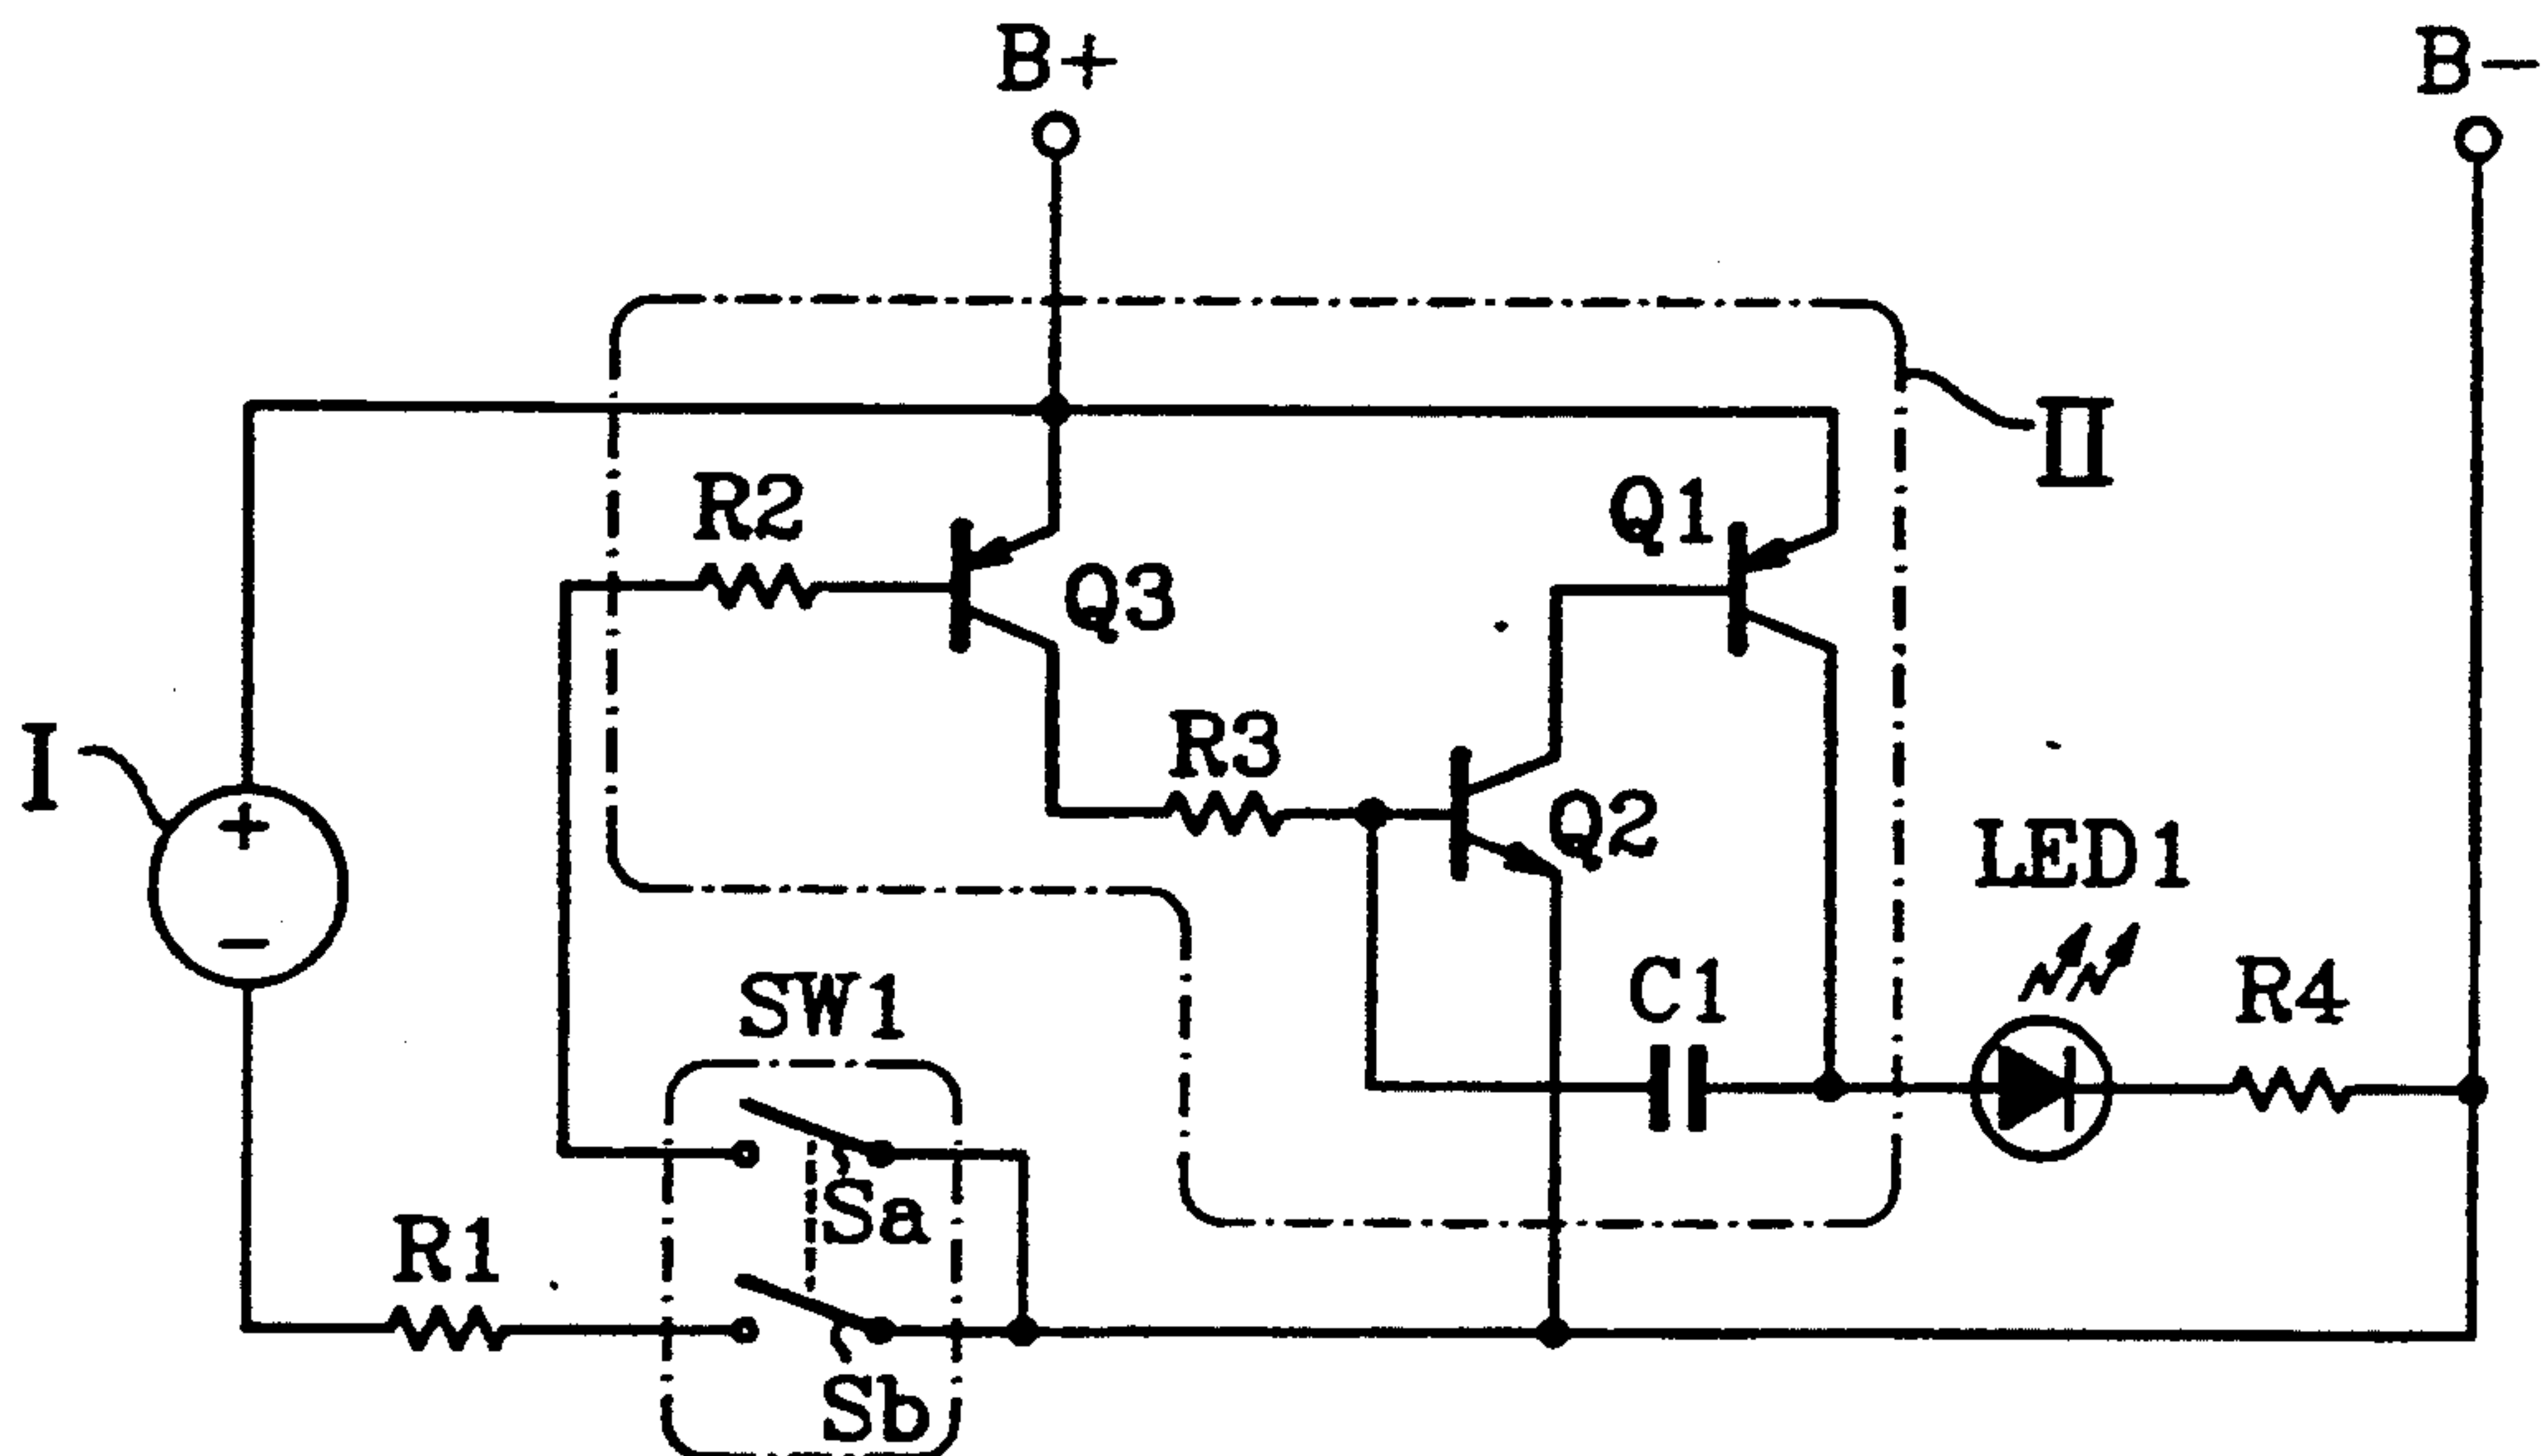 B+
B−
II
R2
Q3
Q1
R3
Q2
I
+
−
LED1
SW1
C1
R4
Sa
R1
Sb